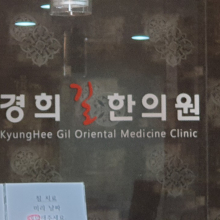 경희길한의원
KyungHee Gil Oriental Medicine Clinic